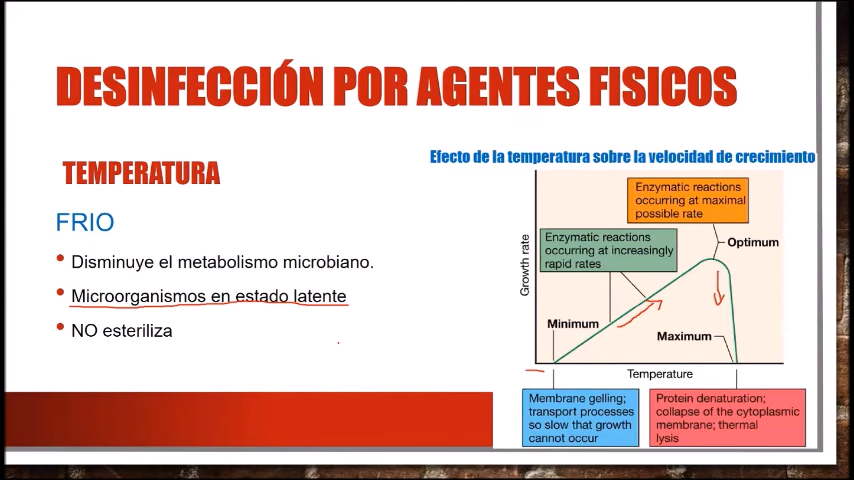 DESINFECCIÓN POR AGENTES FISICOS
TEMPERATURA
FRIO
• Disminuye el metabolismo microbiano.
• Microorganismos en estado latente
• NO esteriliza
Efecto de la temperatura sobre la velocidad de crecimiento
Enzymatic reactions
occurring at maximal
possible rate
Enzymatic reactions
occurring at increasingly
rapid rates
Optimum
Growth rate
Minimum
Maximum
Temperature
Membrane gelling;
transport processes
so slow that growth
cannot occur
Protein denaturation;
collapse of the cytoplasmic
membrane; thermal
lysis